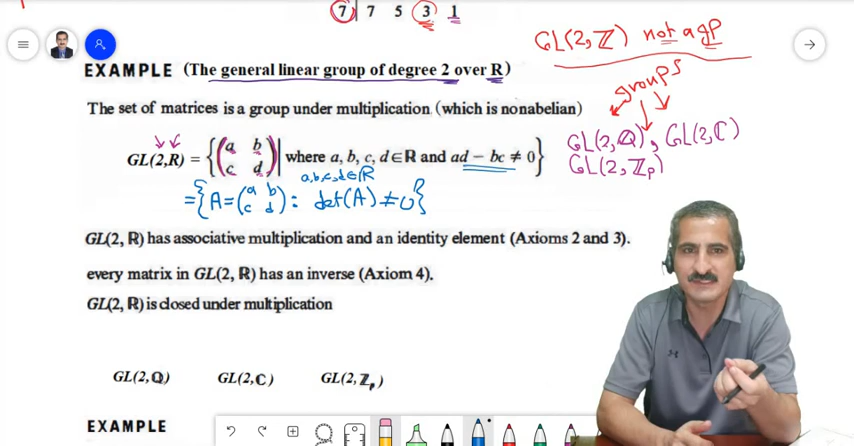 7 | 7 5 3 1
GL(2,ℤ) not a gp
EXAMPLE (The general linear group of degree 2 over R)
groups
The set of matrices is a group under multiplication (which is nonabelian)
GL(2,R) = {(a b c d)| where a, b, c, d∈R and ad − bc ≠ 0}
GL(2,ℚ), GL(2,ℂ)
GL(2,ℤp)
a,b,c,d∈ℝ
={A=(a b c d): det(A)≠0}
GL(2, R) has associative multiplication and an identity element (Axioms 2 and 3).
every matrix in GL(2, R) has an inverse (Axiom 4).
GL(2, R) is closed under multiplication
GL(2,ℚ) GL(2,C) GL(2,ℤp)
EXAMPLE